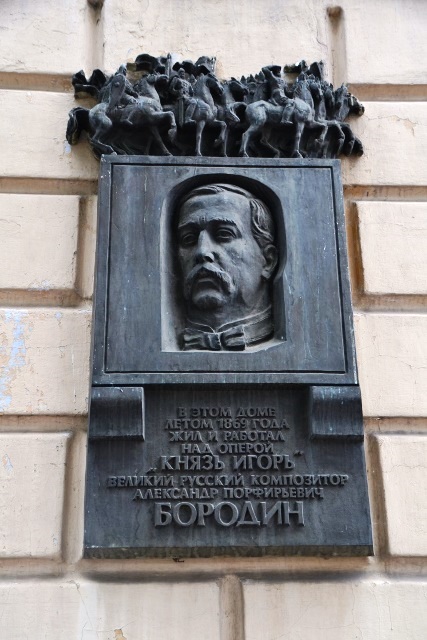 В ЭТОМ ДОМЕ
ЛЕТОМ 1869 ГОДА
ЖИЛ И РАБОТАЛ
НАД ОПЕРОЙ
„КНЯЗЬ ИГОРЬ“
ВЕЛИКИЙ РУССКИЙ КОМПОЗИТОР
АЛЕКСАНДР ПОРФИРЬЕВИЧ
БОРОДИН